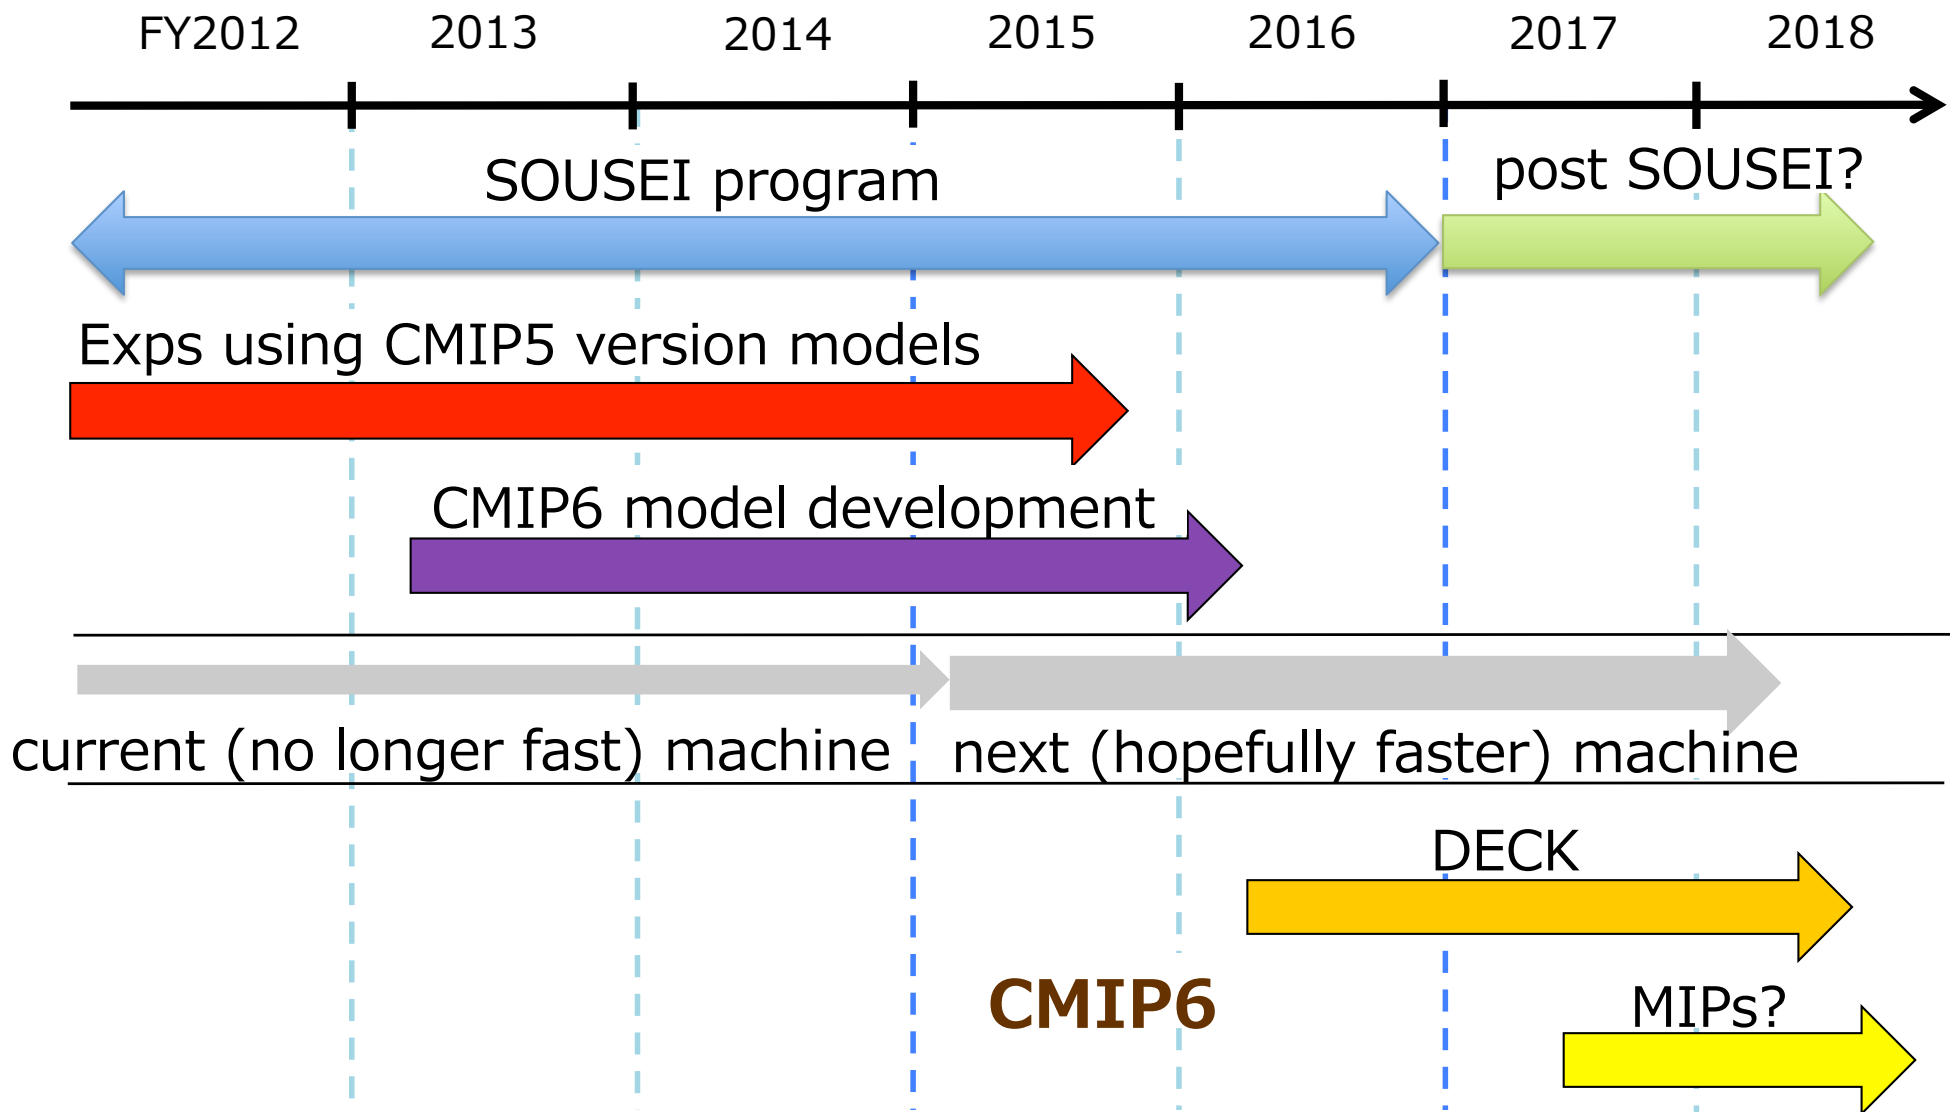 FY2012 2013 2014 2015 2016 2017 2018
SOUSEI program
post SOUSEI?
Exps using CMIP5 version models
CMIP6 model development
current (no longer fast) machine
next (hopefully faster) machine
DECK
CMIP6
MIPs?